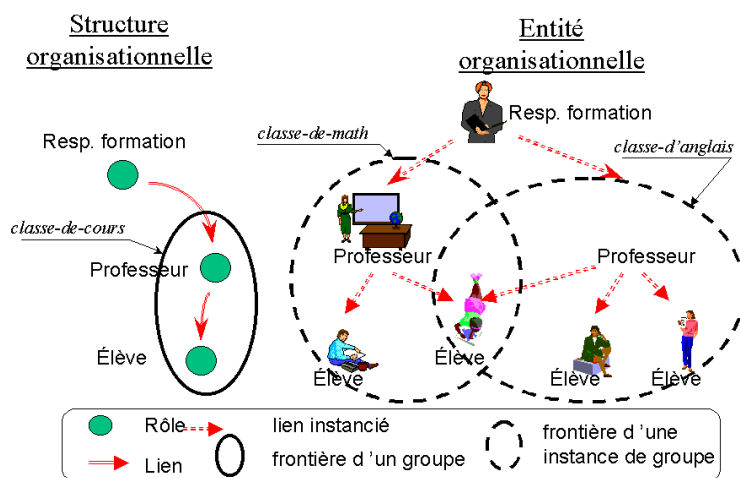 Structure
organisationnelle
Resp. formation
classe-de-cours
Professeur
Élève
Entité
organisationnelle
Resp. formation
classe-de-math
classe-d'anglais
Professeur
Professeur
Élève
Élève
Élève
Élève
Rôle
lien instancié
Lien
frontière d 'un groupe
frontière d 'une
instance de groupe